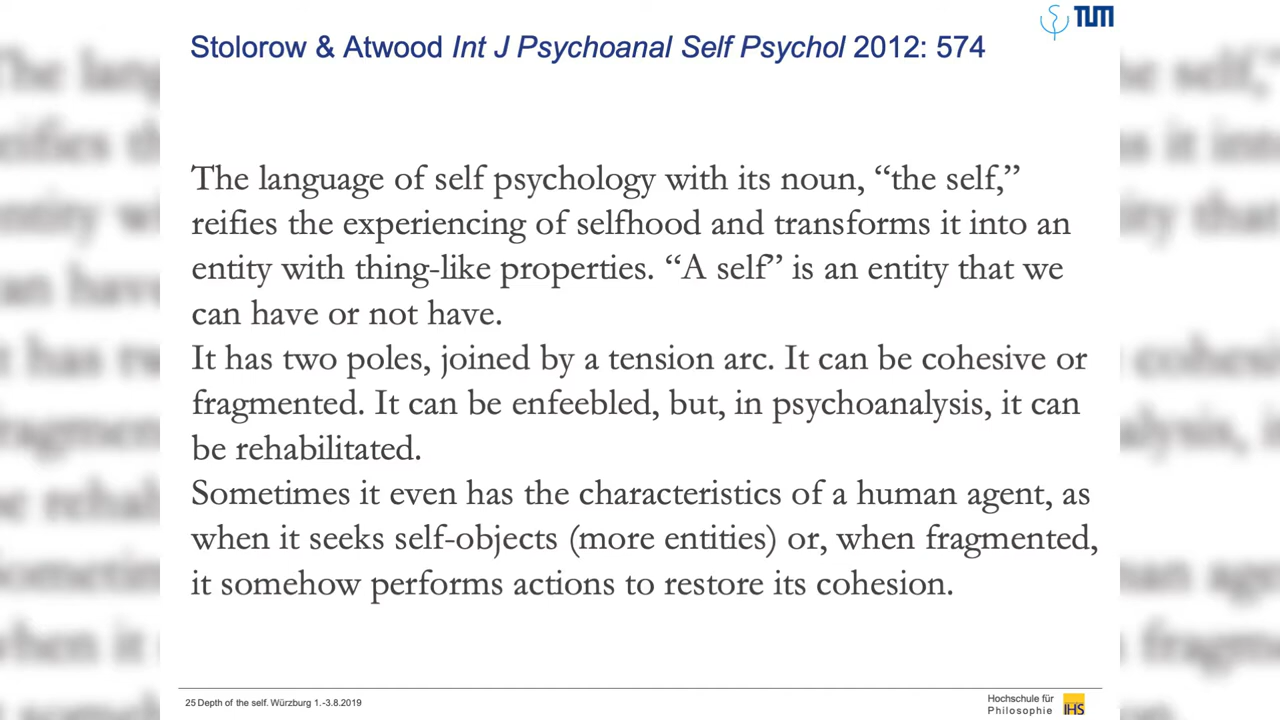 TUM
Stolorow & Atwood Int J Psychoanal Self Psychol 2012: 574
The language of self psychology with its noun, “the self,”
reifies the experiencing of selfhood and transforms it into an
entity with thing-like properties. “A self” is an entity that we
can have or not have.
It has two poles, joined by a tension arc. It can be cohesive or
fragmented. It can be enfeebled, but, in psychoanalysis, it can
be rehabilitated.
Sometimes it even has the characteristics of a human agent, as
when it seeks self-objects (more entities) or, when fragmented,
it somehow performs actions to restore its cohesion.
25 Depth of the self. Würzburg 1.-3.8.2019
Hochschule für
Philosophie IHS